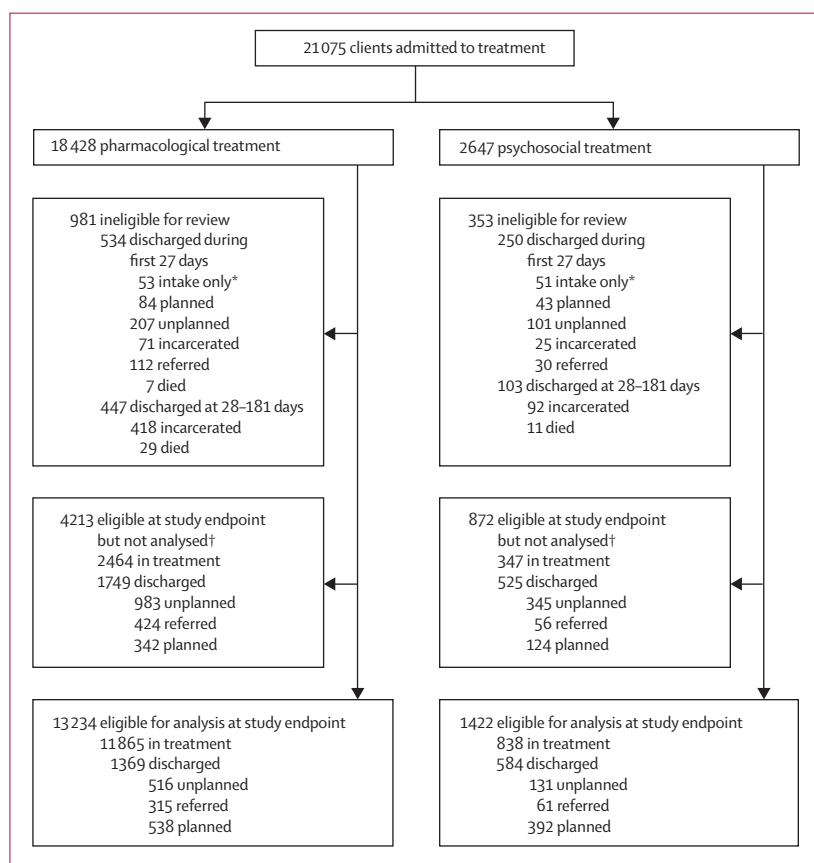 21 075 clients admitted to treatment
18 428 pharmacological treatment
2647 psychosocial treatment
981 ineligible for review
534 discharged during
first 27 days
53 intake only*
84 planned
207 unplanned
71 incarcerated
112 referred
7 died
447 discharged at 28–181 days
418 incarcerated
29 died
353 ineligible for review
250 discharged during
first 27 days
51 intake only*
43 planned
101 unplanned
25 incarcerated
30 referred
103 discharged at 28–181 days
92 incarcerated
11 died
4213 eligible at study endpoint
but not analysed†
2464 in treatment
1749 discharged
983 unplanned
424 referred
342 planned
872 eligible at study endpoint
but not analysed†
347 in treatment
525 discharged
345 unplanned
56 referred
124 planned
13 234 eligible for analysis at study endpoint
11 865 in treatment
1369 discharged
516 unplanned
315 referred
538 planned
1422 eligible for analysis at study endpoint
838 in treatment
584 discharged
131 unplanned
61 referred
392 planned